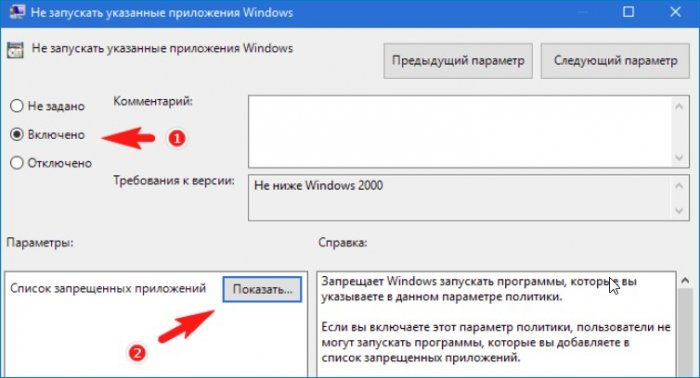 Не запускать указанные приложения Windows
Не запускать указанные приложения Windows
Предыдущий параметр
Следующий параметр
Не задано
Комментарий:
Включено
1
Отключено
Требования к версии:
Не ниже Windows 2000
Параметры:
Справка:
Список запрещенных приложений
Показать...
2
Запрещает Windows запускать программы, которые вы
указываете в данном параметре политики.
Если вы включаете этот параметр политики, пользователи не
могут запускать программы, которые вы добавляете в
список запрещенных приложений.